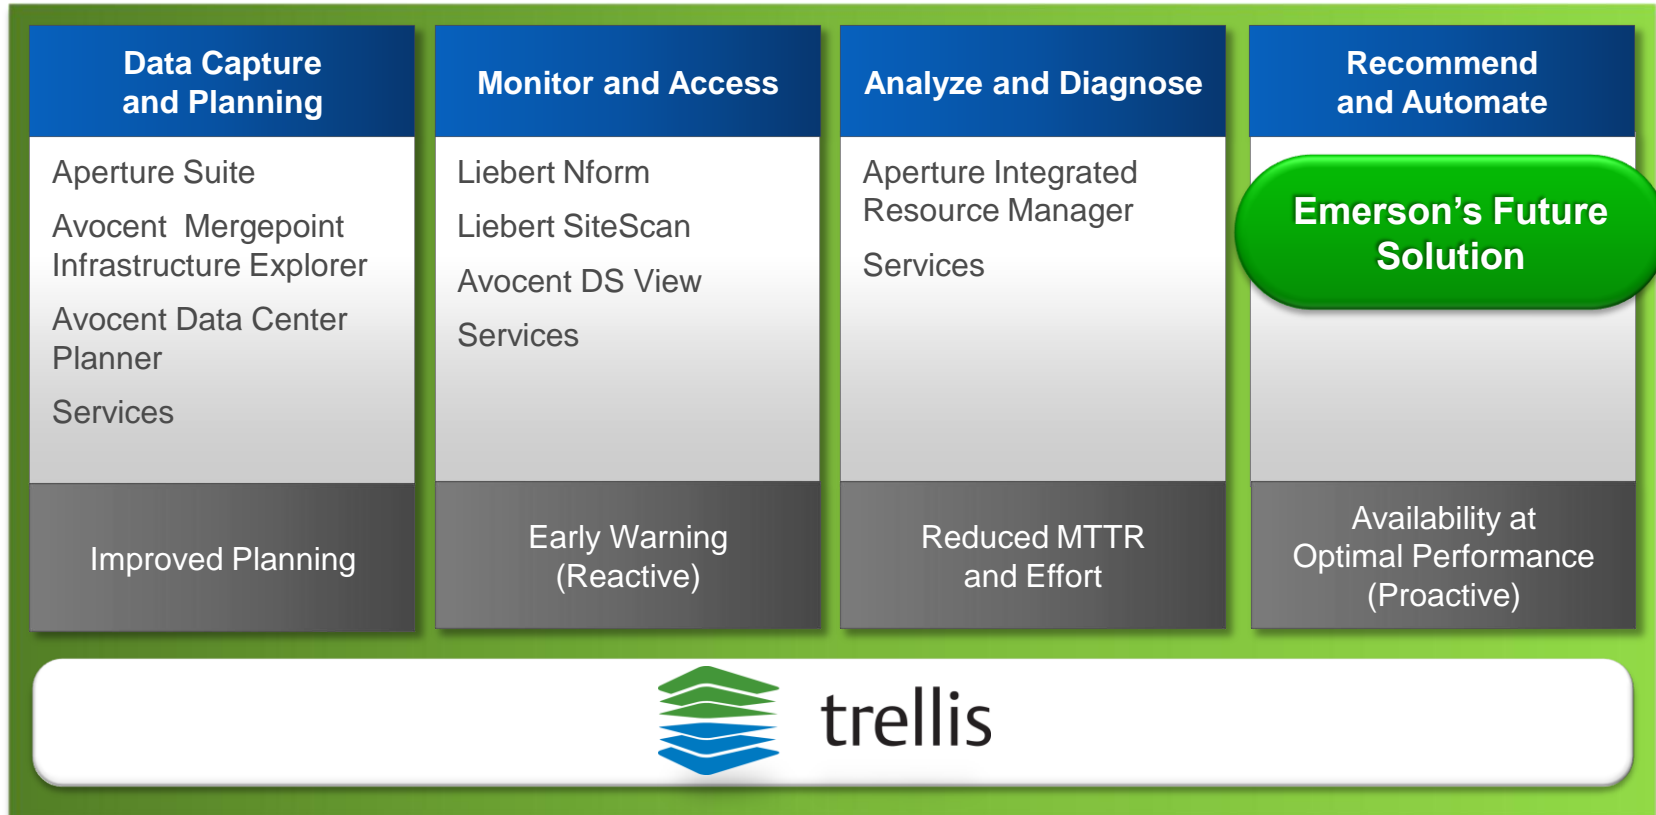 Data Capture
and Planning
Aperture Suite
Avocent  Mergepoint
Infrastructure Explorer
Avocent Data Center
Planner
Services
Improved Planning
Monitor and Access
Liebert Nform
Liebert SiteScan
Avocent DS View
Services
Early Warning
(Reactive)
Analyze and Diagnose
Aperture Integrated
Resource Manager
Services
Reduced MTTR
and Effort
Recommend
and Automate
Emerson's Future
Solution
Availability at
Optimal Performance
(Proactive)
trellis